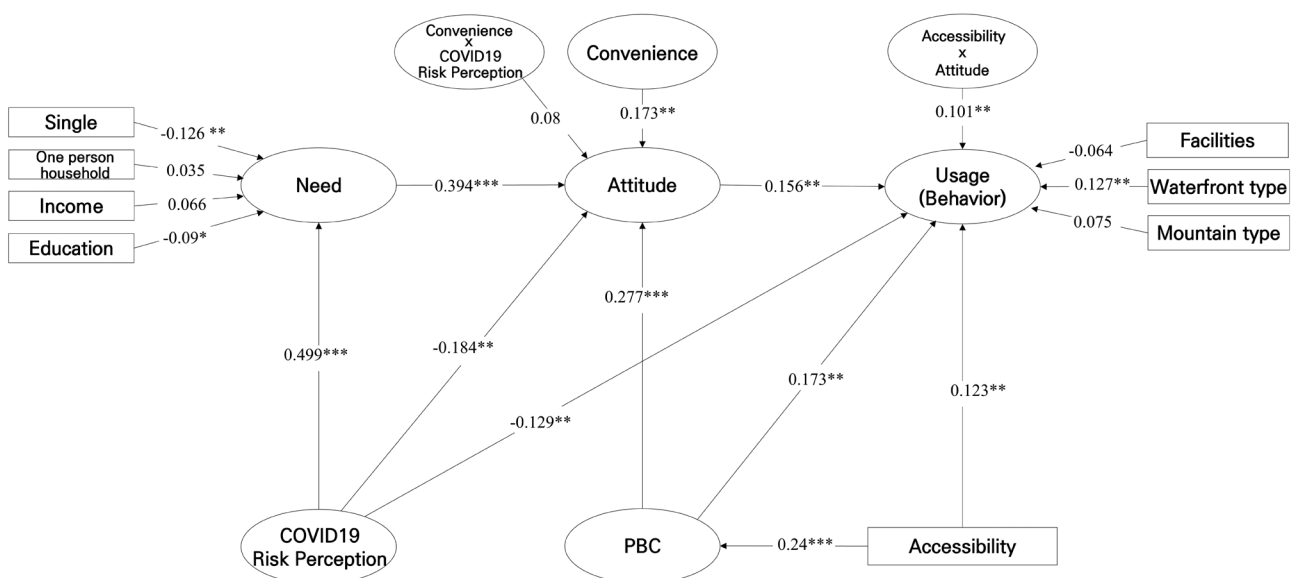 Convenience
x
COVID19
Risk Perception
Convenience
Accessibility
x
Attitude
0.08
0.173**
0.101**
Single
-0.126 **
One person
household
0.035
Income
0.066
Education
-0.09*
Need
0.394***
Attitude
0.156**
Usage
(Behavior)
-0.064
Facilities
0.127**
Waterfront type
0.075
Mountain type
0.499***
-0.184**
0.277***
-0.129**
0.173**
0.123**
COVID19
Risk Perception
PBC
0.24***
Accessibility